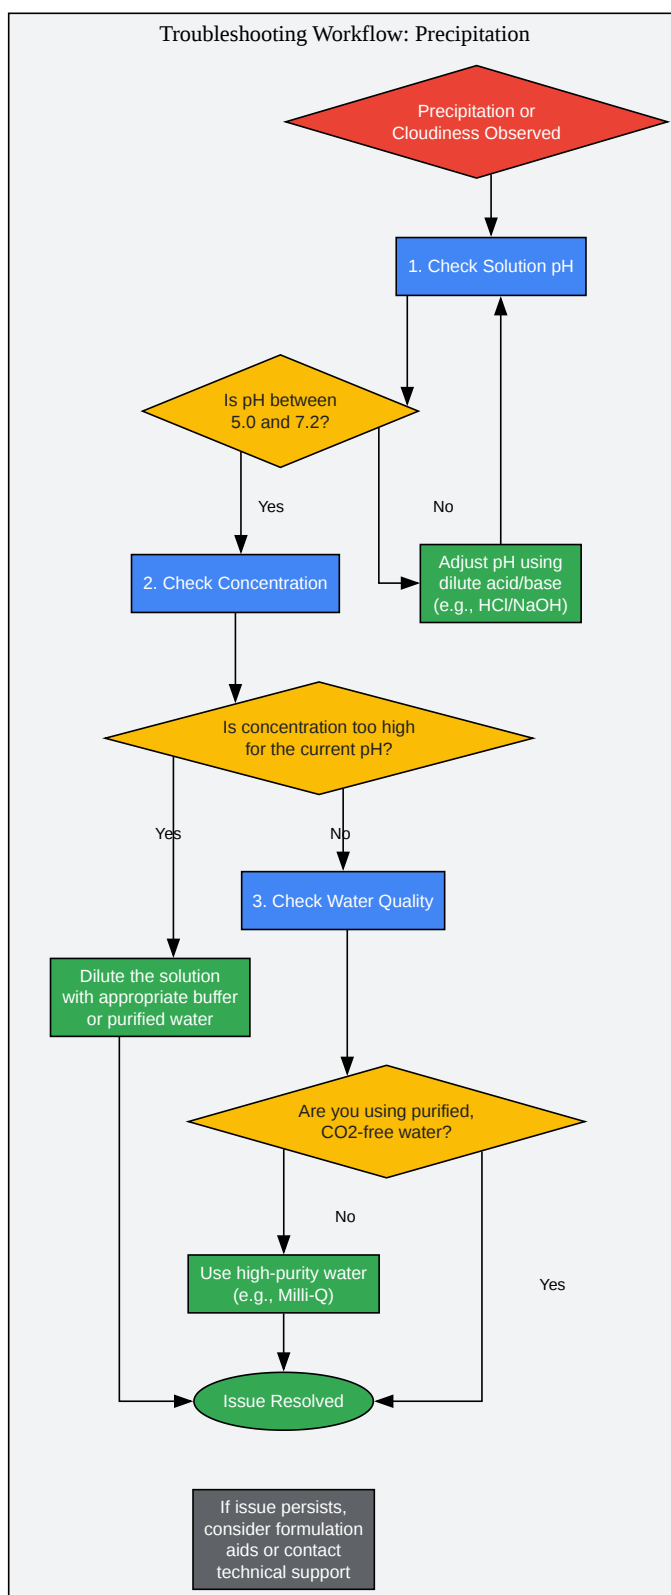 Troubleshooting Workflow: Precipitation
Precipitation or
Cloudiness Observed
1. Check Solution pH
Is pH between
5.0 and 7.2?
Yes
No
2. Check Concentration
Adjust pH using
dilute acid/base
(e.g., HCl/NaOH)
Is concentration too high
for the current pH?
Yes
No
3. Check Water Quality
Dilute the solution
with appropriate buffer
or purified water
Are you using purified,
CO2-free water?
No
Use high-purity water
(e.g., Milli-Q)
Yes
Issue Resolved
If issue persists,
consider formulation
aids or contact
technical support